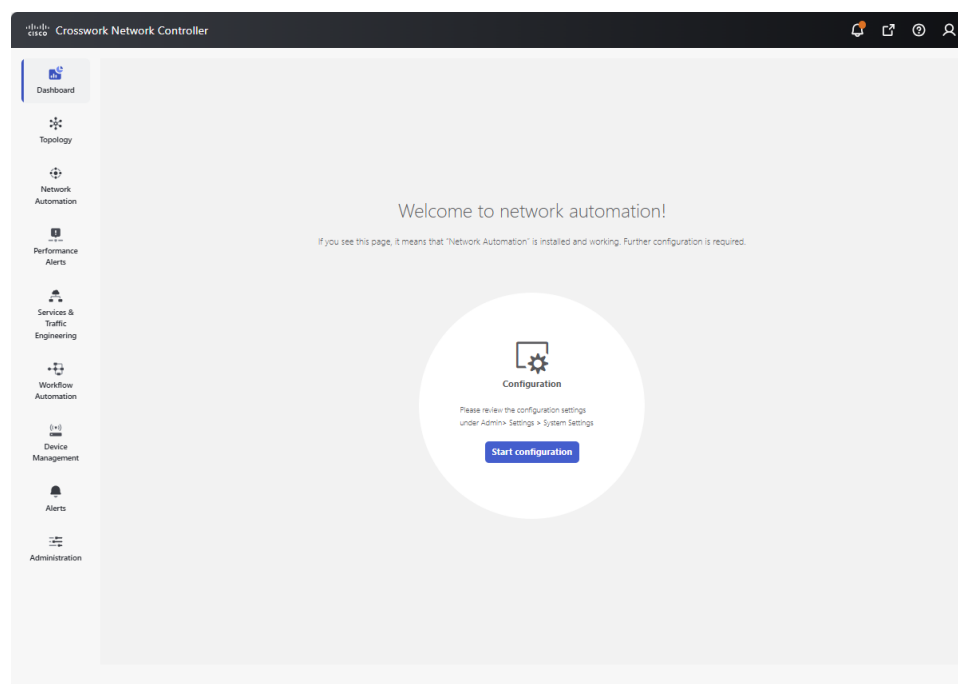 cisco Crosswork Network Controller
Dashboard
Topology
Network
Automation
Performance
Alerts
Services &
Traffic
Engineering
Workflow
Automation
Device
Management
Alerts
Administration
Welcome to network automation!
If you see this page, it means that "Network Automation" is installed and working. Further configuration is required.
Configuration
Please review the configuration settings
under Admin> Settings > System Settings
Start configuration